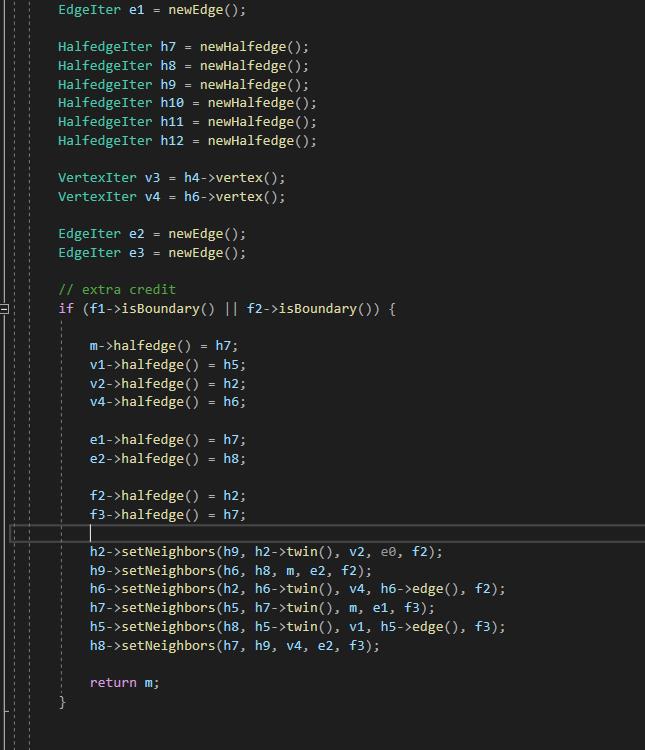 EdgeIter e1 = newEdge();
HalfedgeIter h7 = newHalfedge();
HalfedgeIter h8 = newHalfedge();
HalfedgeIter h9 = newHalfedge();
HalfedgeIter h10 = newHalfedge();
HalfedgeIter h11 = newHalfedge();
HalfedgeIter h12 = newHalfedge();
VertexIter v3 = h4->vertex();
VertexIter v4 = h6->vertex();
EdgeIter e2 = newEdge();
EdgeIter e3 = newEdge();
// extra credit
if (f1->isBoundary() || f2->isBoundary()) {
m->halfedge() = h7;
v1->halfedge() = h5;
v2->halfedge() = h2;
v4->halfedge() = h6;
e1->halfedge() = h7;
e2->halfedge() = h8;
f2->halfedge() = h2;
f3->halfedge() = h7;
h2->setNeighbors(h9, h2->twin(), v2, e0, f2);
h9->setNeighbors(h6, h8, m, e2, f2);
h6->setNeighbors(h2, h6->twin(), v4, h6->edge(), f2);
h7->setNeighbors(h5, h7->twin(), m, e1, f3);
h5->setNeighbors(h8, h5->twin(), v1, h5->edge(), f3);
h8->setNeighbors(h7, h9, v4, e2, f3);
return m;
}